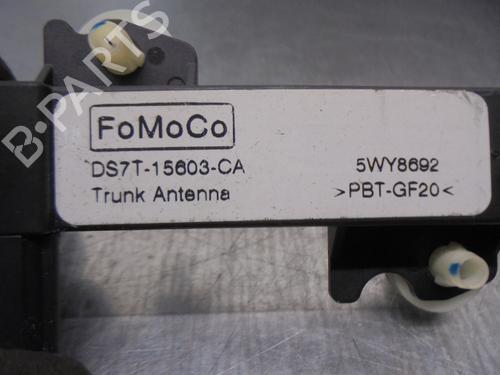 B-PARTS
FoMoCo
DS7T-15603-CA
Trunk Antenna
5WY8692
>PBT-GF20<